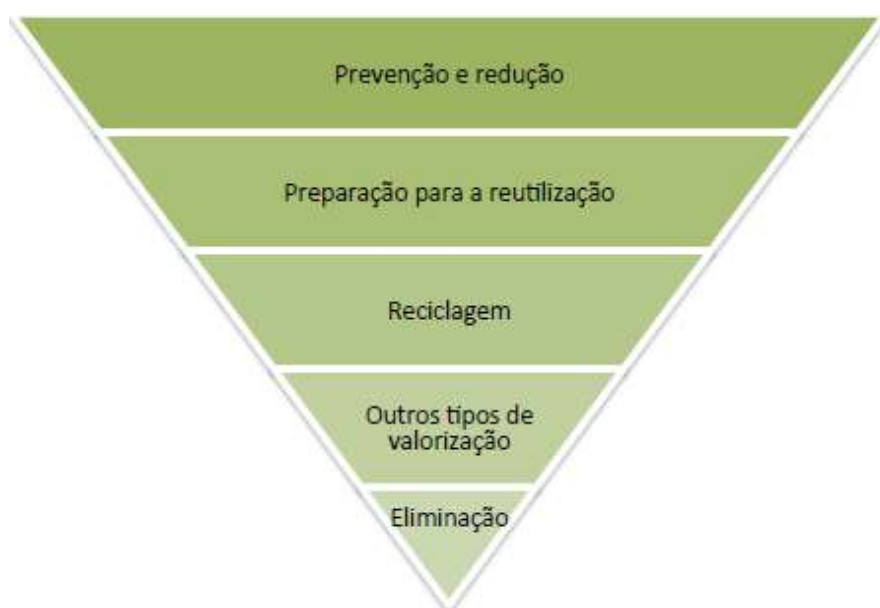 Prevenção e redução
Preparação para a reutilização
Reciclagem
Outros tipos de
valorização
Eliminação